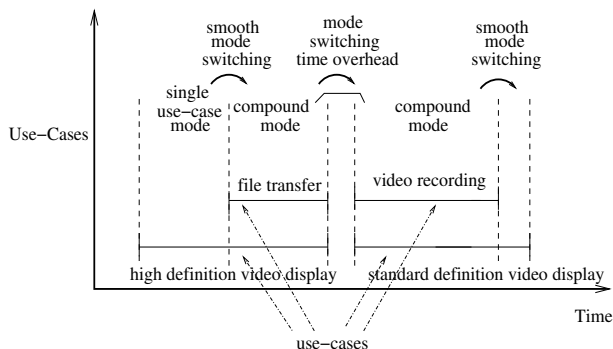 smooth
mode
switching
mode
switching
time overhead
smooth
mode
switching
single
use-case
mode
compound
mode
compound
mode
Use-Cases
file transfer
video recording
high definition video display
standard definition video display
Time
use-cases